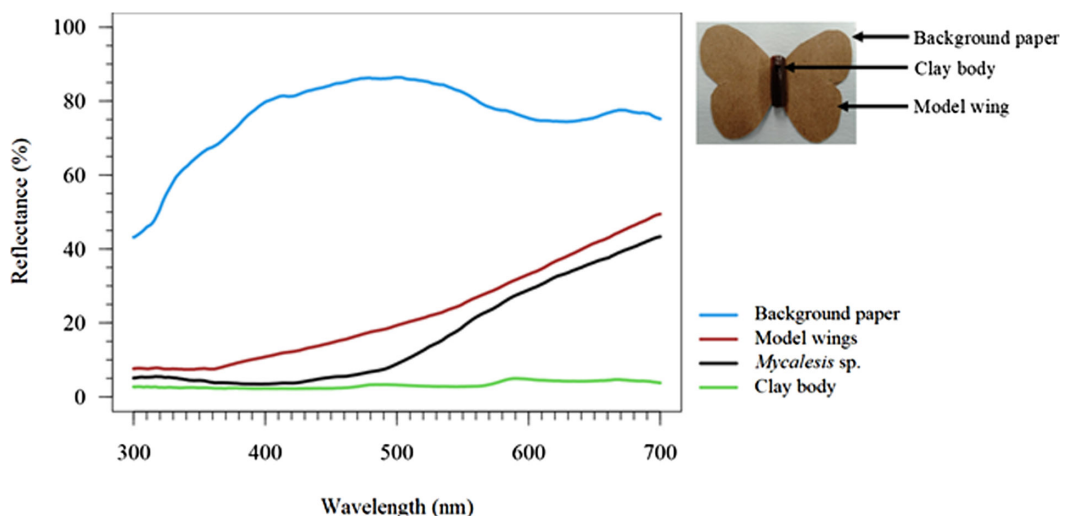 100
80
60
40
20
0
Reflectance (%)
300 400 500 600 700
Wavelength (nm)
Background paper
Clay body
Model wing
Background paper
Model wings
Mycalesis sp.
Clay body